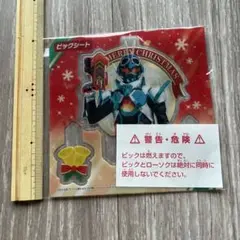 ピックシート
MERRY CHRISTMAS
⚠警告・危険⚠
ピックは燃えますので、
ピックとローソクは絶対に同時に
使用しないでください。